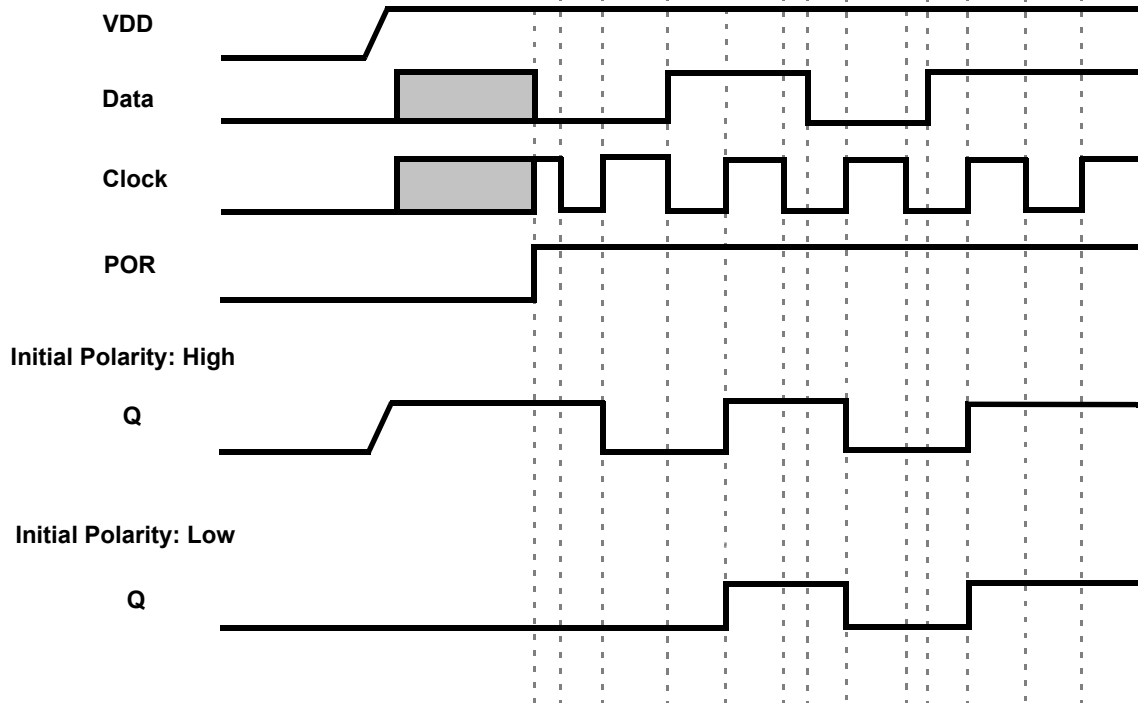 VDD
Data
Clock
POR
Initial Polarity: High
Q
Initial Polarity: Low
Q